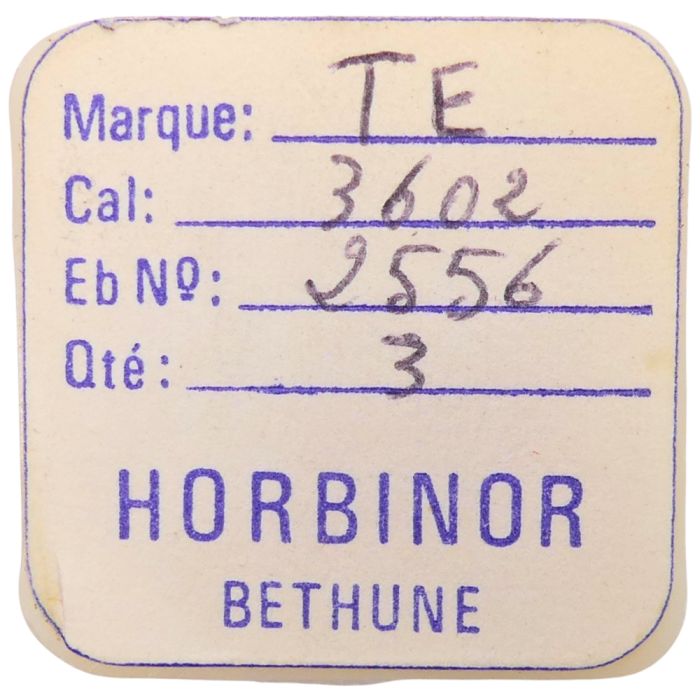 Marque: TE
Cal: 3602
Eb Nº: 2556
Qté: 3
HORBINOR
BETHUNE